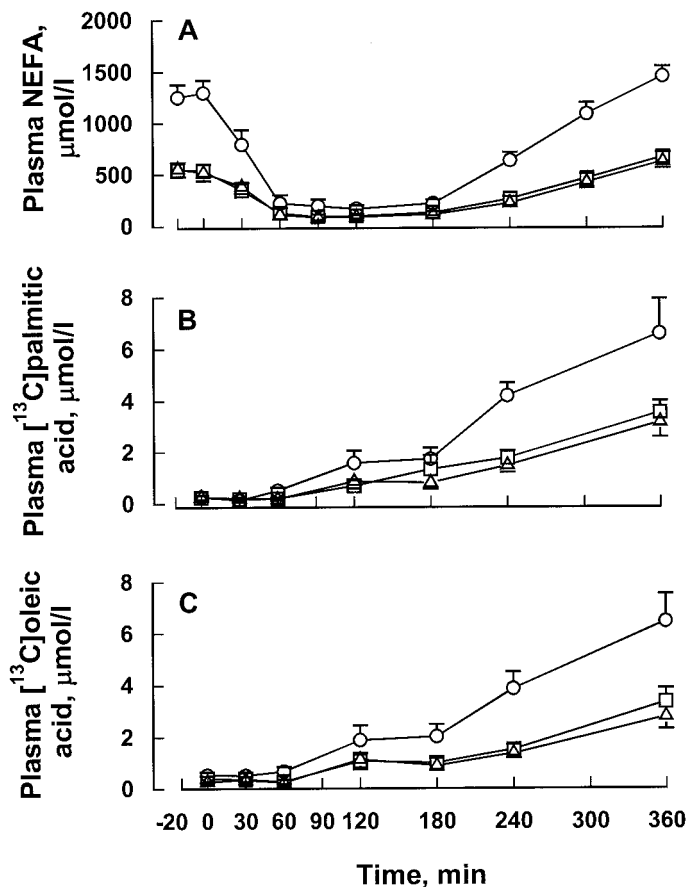 A
Plasma NEFA,
µmol/l
2000
1500
1000
500
0
B
Plasma [13C]palmitic
acid, µmol/l
8
6
4
2
0
C
Plasma [13C]oleic
acid, µmol/l
8
6
4
2
0
-20 0 30 60 90 120 180 240 300 360
Time, min